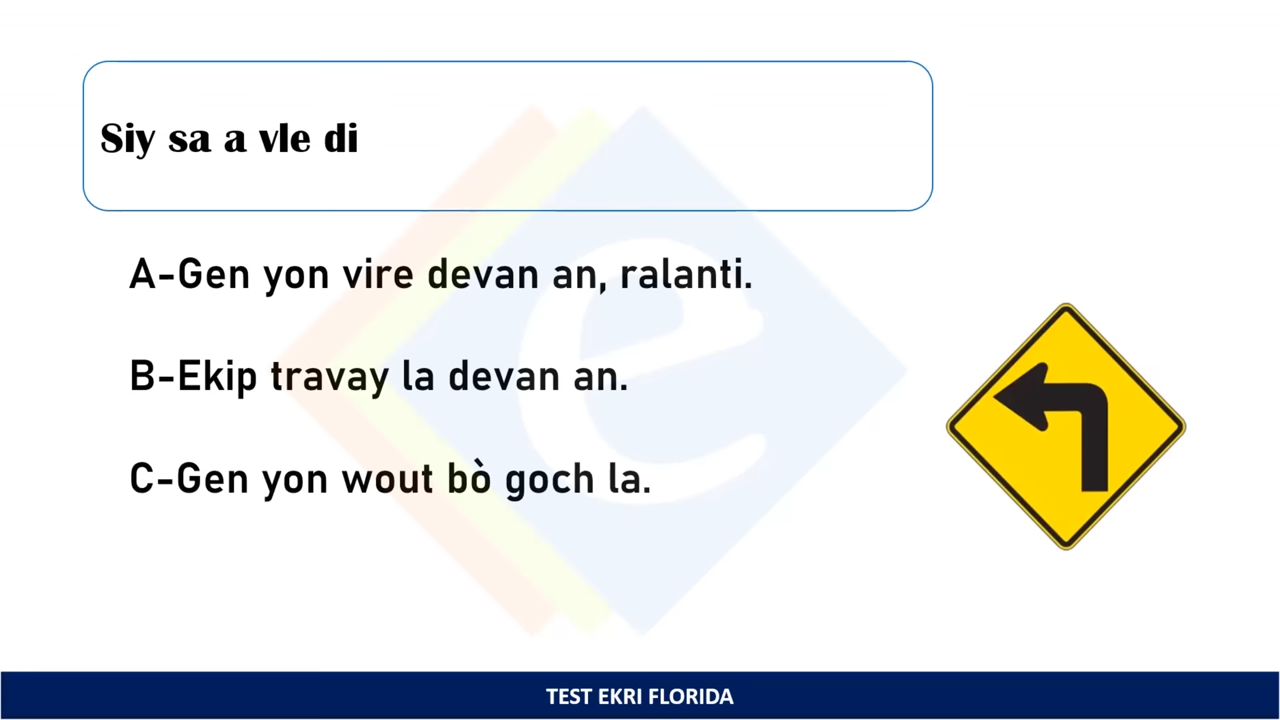 Siy sa a vle di
A-Gen yon vire devan an, ralanti.
B-Ekip travay la devan an.
C-Gen yon wout bò goch la.
e
TEST EKRI FLORIDA